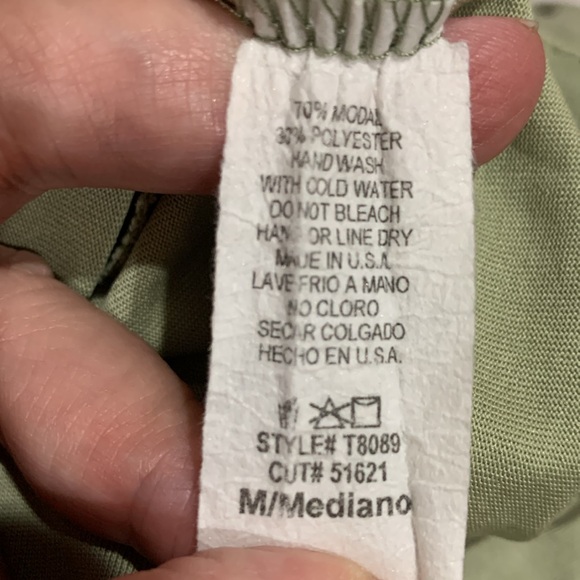 70% MODAL
30% POLYESTER
HAND WASH
WITH COLD WATER
DO NOT BLEACH
HANG OR LINE DRY
MADE IN U.S.A.
LAVE FRIO A MANO
NO CLORO
SECAR COLGADO
HECHO EN U.S.A.
STYLE# T8089
CUT# 51621
M/Mediano